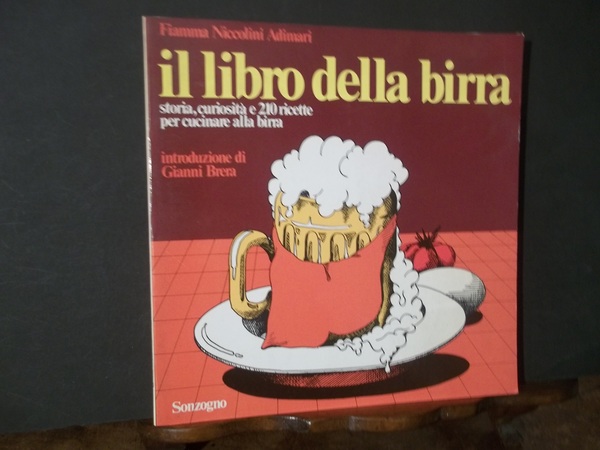 Fiamma Niccolini Adimari
il libro della birra
storia, curiosità e 210 ricette
per cucinare alla birra
introduzione di
Gianni Brera
Sonzogno